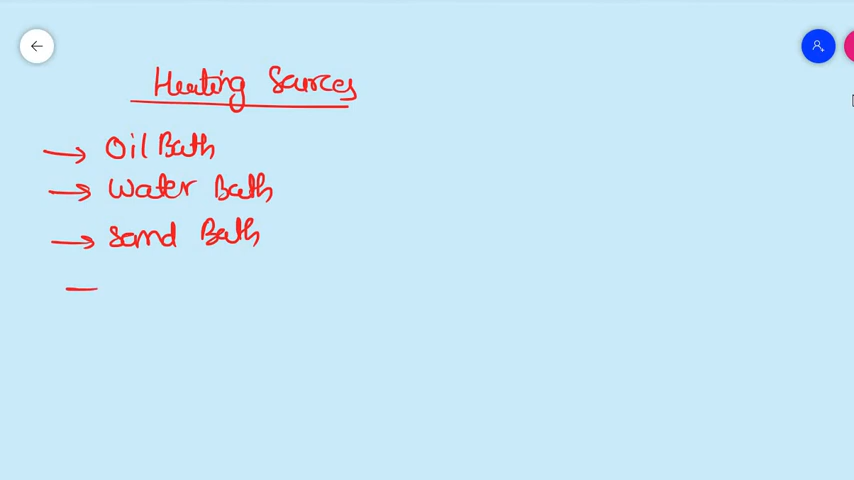 Heating Sources
→ Oil Bath
→ Water Bath
→ Sand Bath
—